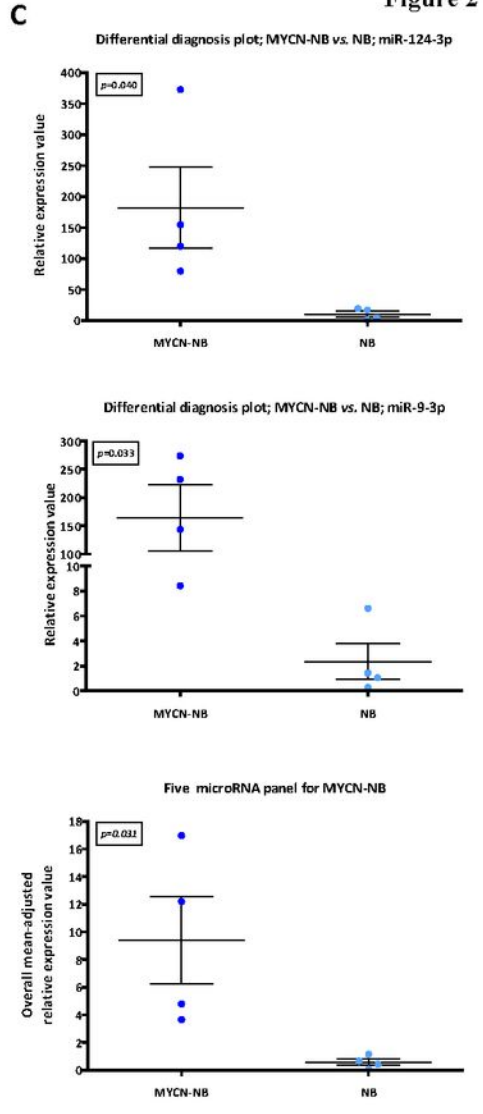 Figure 2
C
Differential diagnosis plot; MYCN-NB vs. NB; miR-124-3p
p=0.040
Relative expression value
400
350
300
250
200
150
100
50
0
MYCN-NB
NB
Differential diagnosis plot; MYCN-NB vs. NB; miR-9-3p
p=0.033
Relative expression value
300
250
200
150
100
10
8
6
4
2
0
MYCN-NB
NB
Five microRNA panel for MYCN-NB
p=0.031
Overall mean-adjusted
relative expression value
18
16
14
12
10
8
6
4
2
0
MYCN-NB
NB